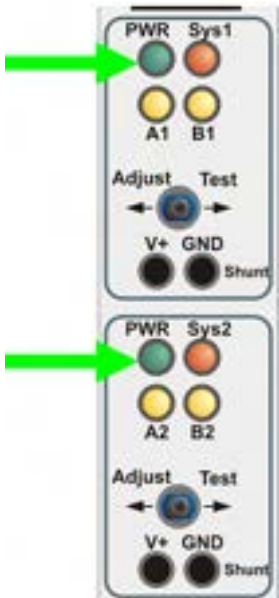 PWR Sys1
A1 B1
Adjust Test
V+ GND
Shunt
PWR Sys2
A2 B2
Adjust Test
V+ GND
Shunt